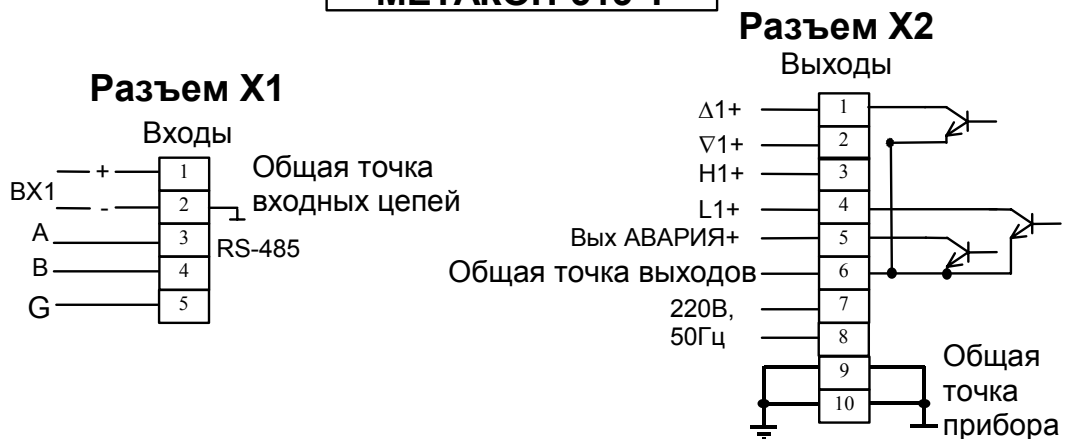 Разъем X2
Выходы
Разъем X1
Входы
ВХ1
+
-
A
B
G
1
2
3
4
5
Общая точка
входных цепей
RS-485
Δ1+
∇1+
H1+
L1+
Вых АВАРИЯ+
Общая точка выходов
220В,
50Гц
1
2
3
4
5
6
7
8
9
10
Общая
точка
прибора